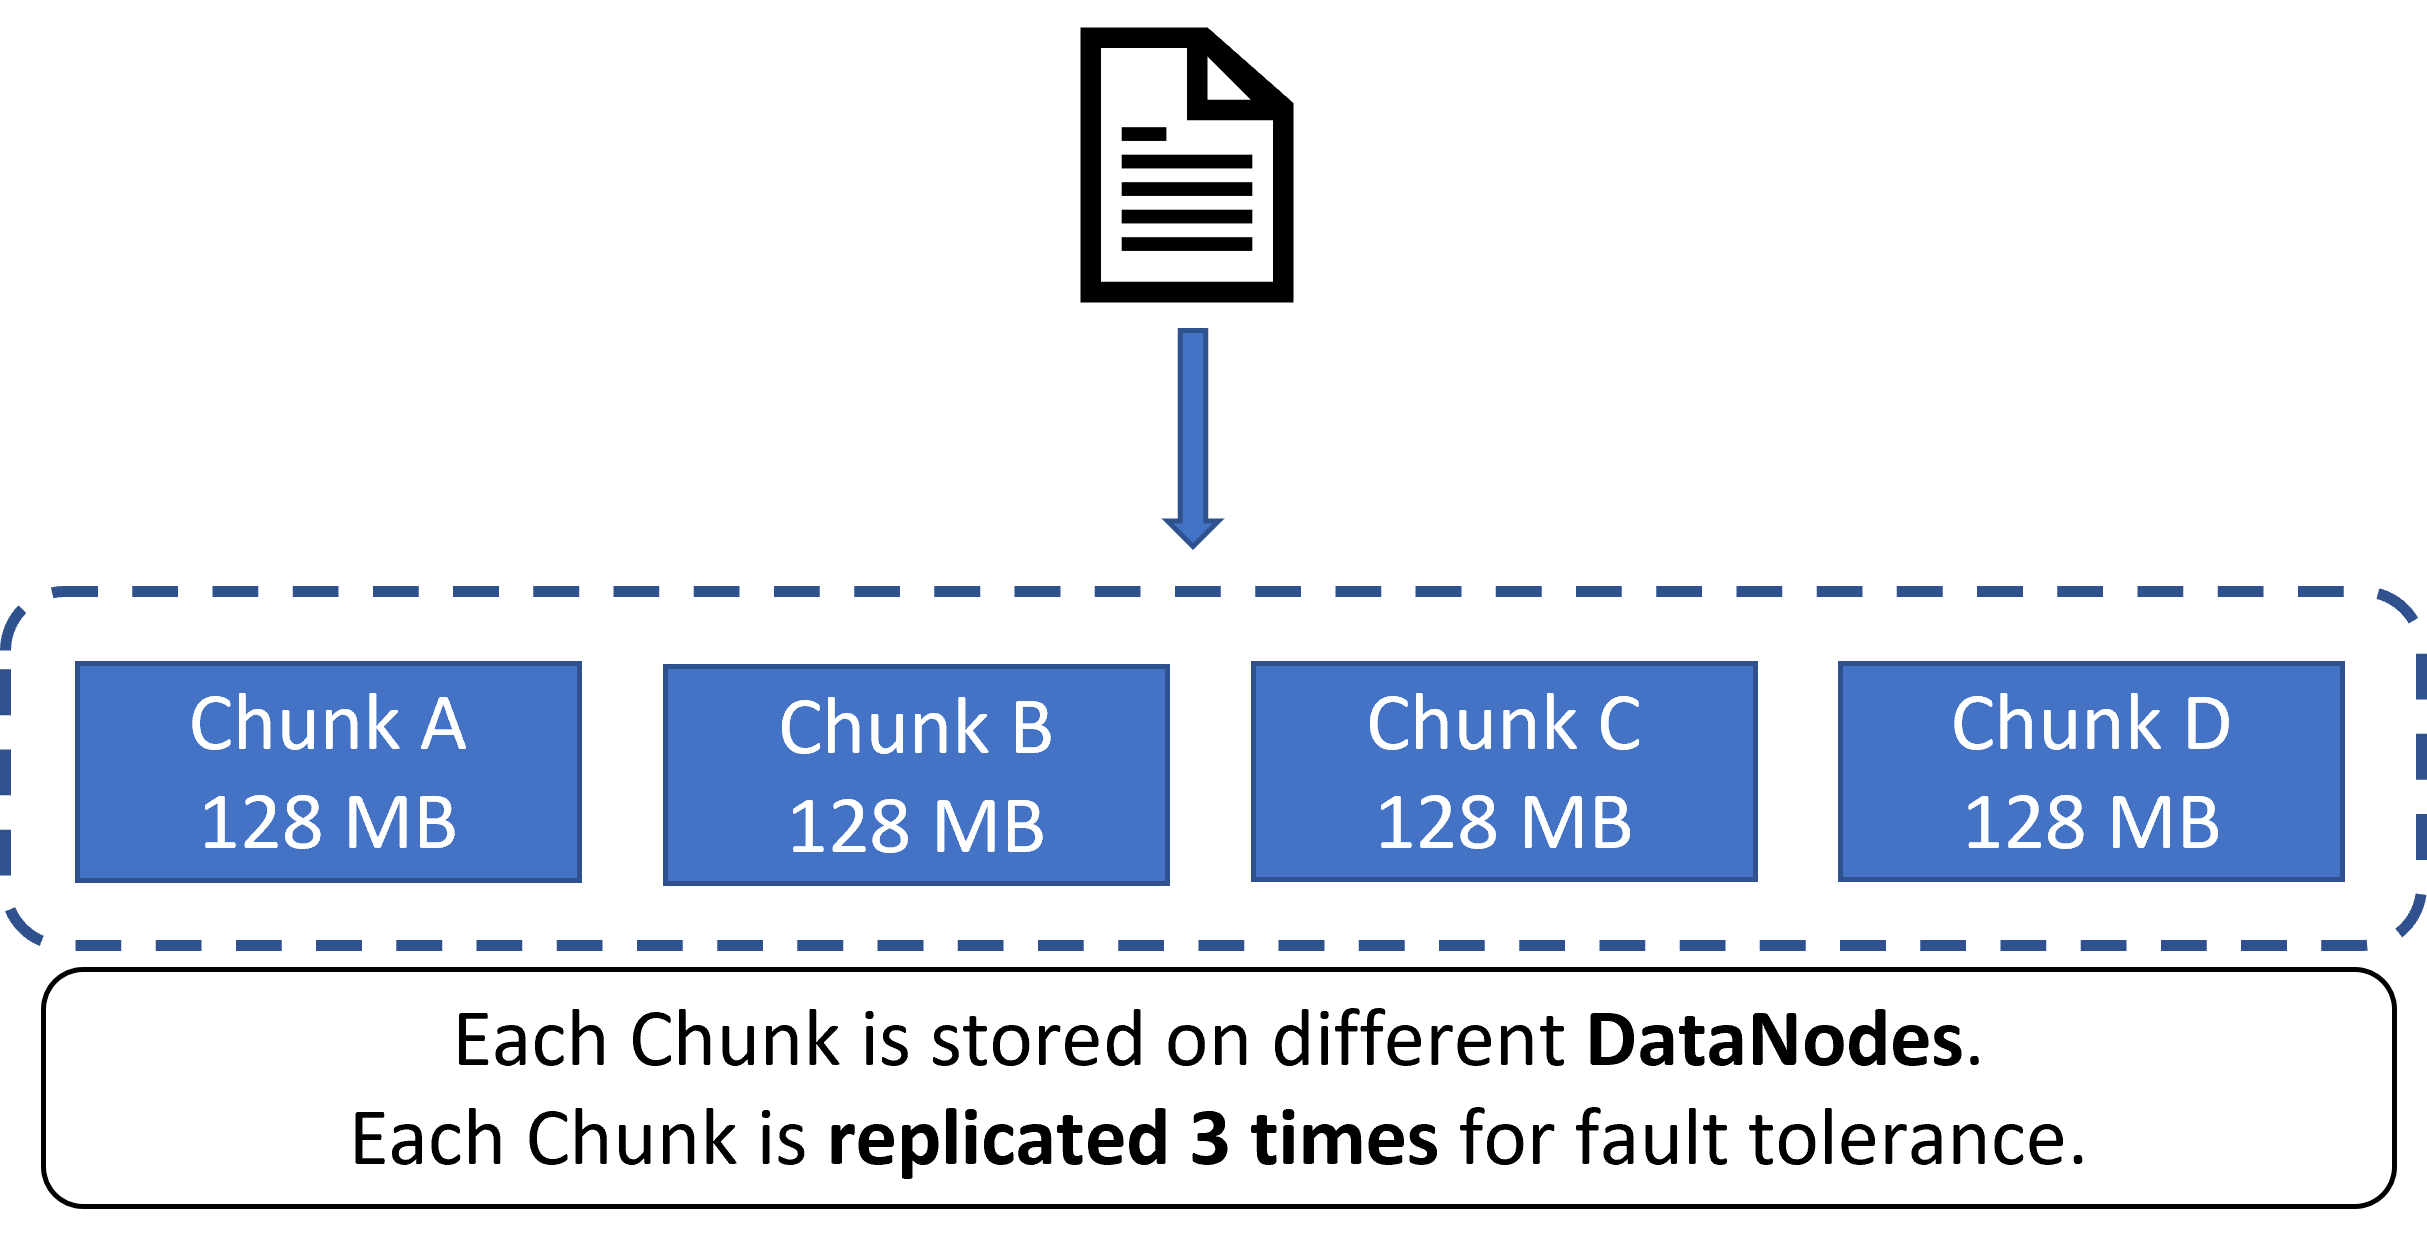 Chunk A
128 MB
Chunk B
128 MB
Chunk C
128 MB
Chunk D
128 MB
Each Chunk is stored on different DataNodes.
Each Chunk is replicated 3 times for fault tolerance.